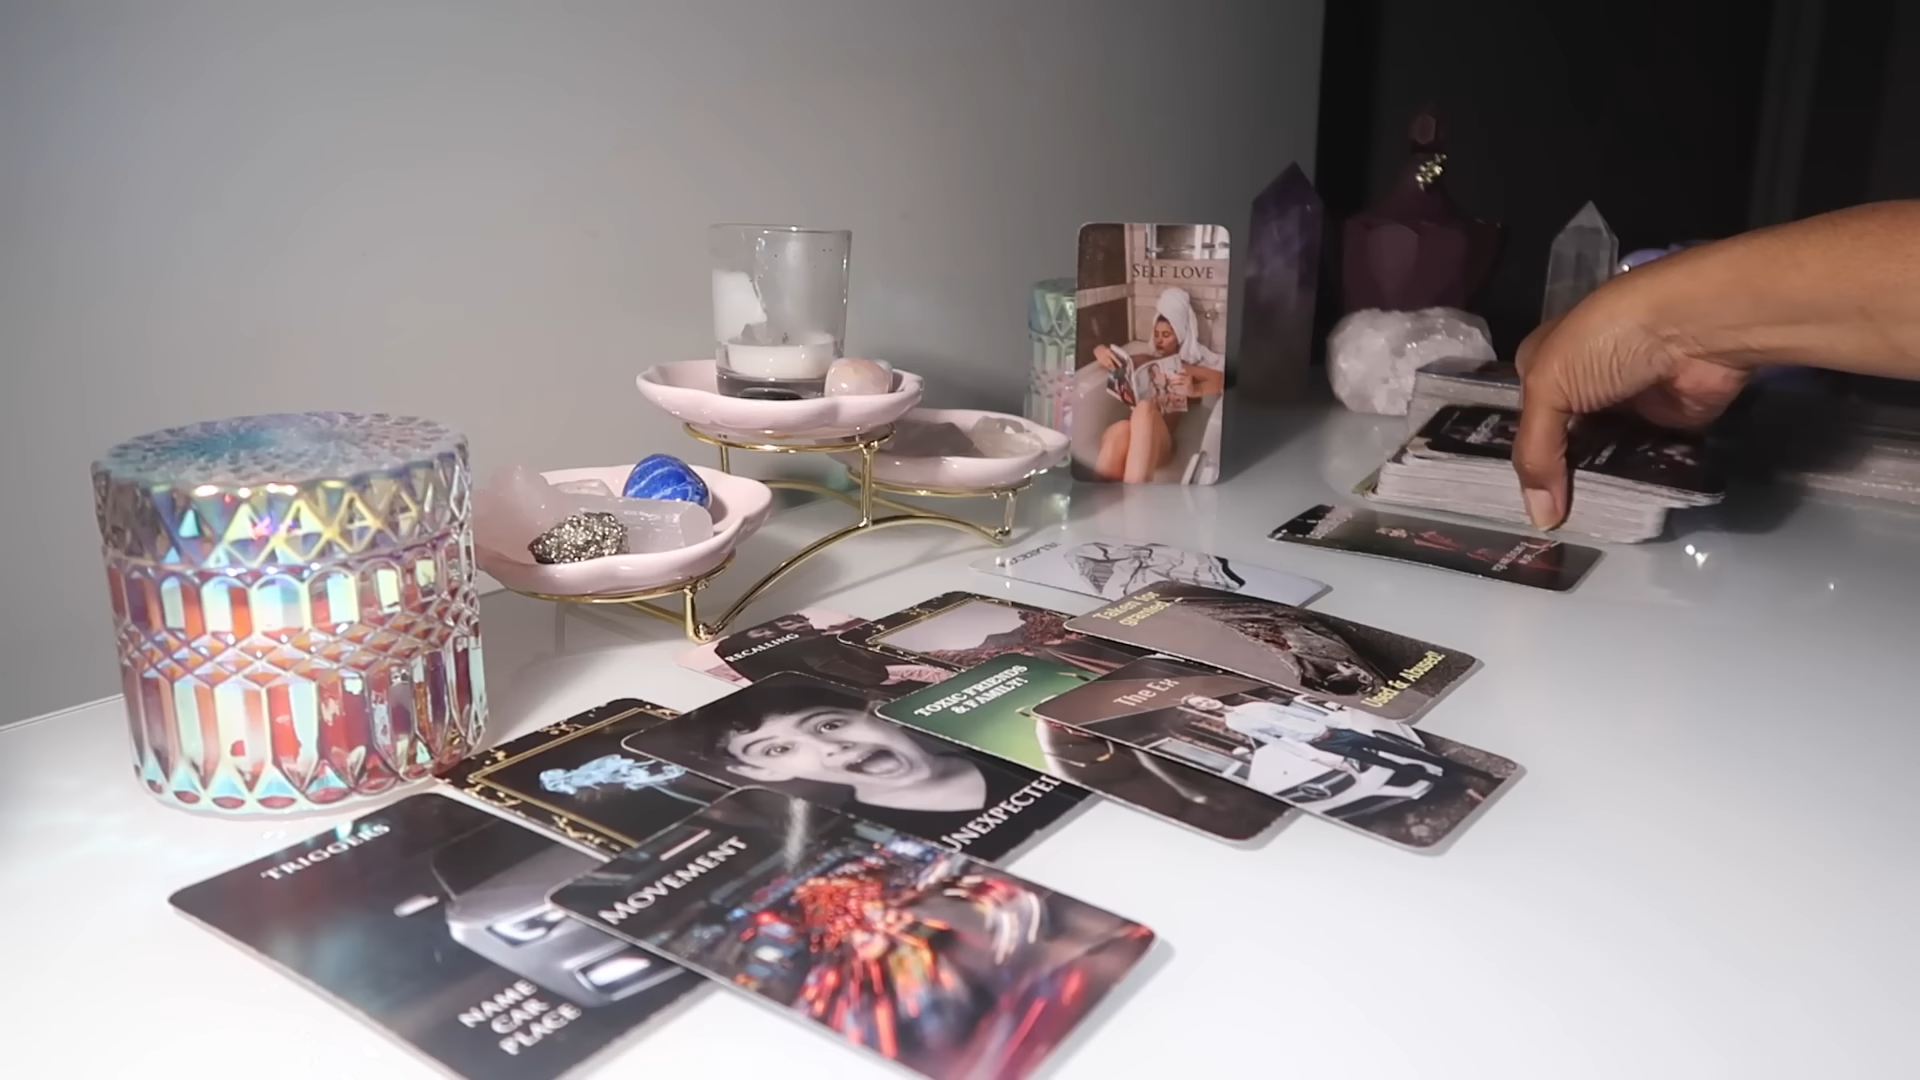 SELF LOVE
RECALLING
Taken for
granted
Used or Abused?
TOXIC FRIENDS
& FAMILY!
The Ex
UNEXPECTED
MOVEMENT
TRIGGERS
NAME
CAR
PLACE